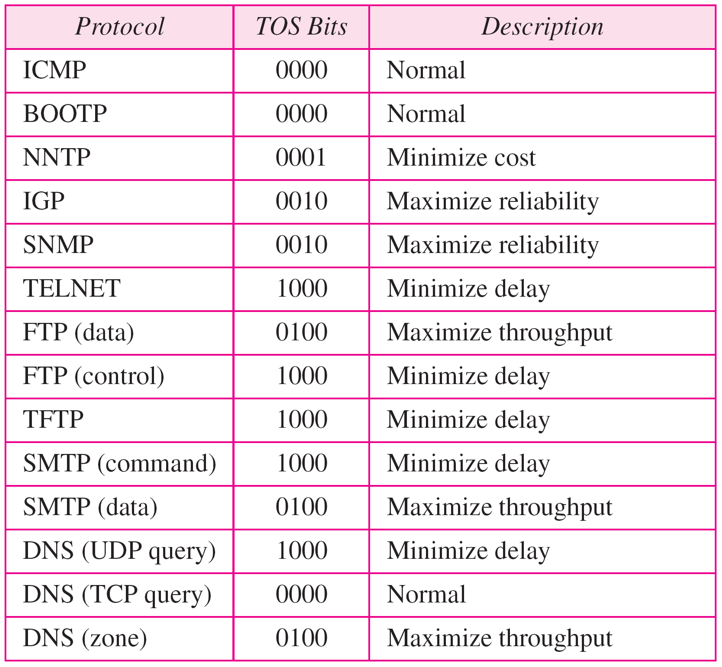 Protocol TOS Bits Description
ICMP 0000 Normal
BOOTP 0000 Normal
NNTP 0001 Minimize cost
IGP 0010 Maximize reliability
SNMP 0010 Maximize reliability
TELNET 1000 Minimize delay
FTP (data) 0100 Maximize throughput
FTP (control) 1000 Minimize delay
TFTP 1000 Minimize delay
SMTP (command) 1000 Minimize delay
SMTP (data) 0100 Maximize throughput
DNS (UDP query) 1000 Minimize delay
DNS (TCP query) 0000 Normal
DNS (zone) 0100 Maximize throughput